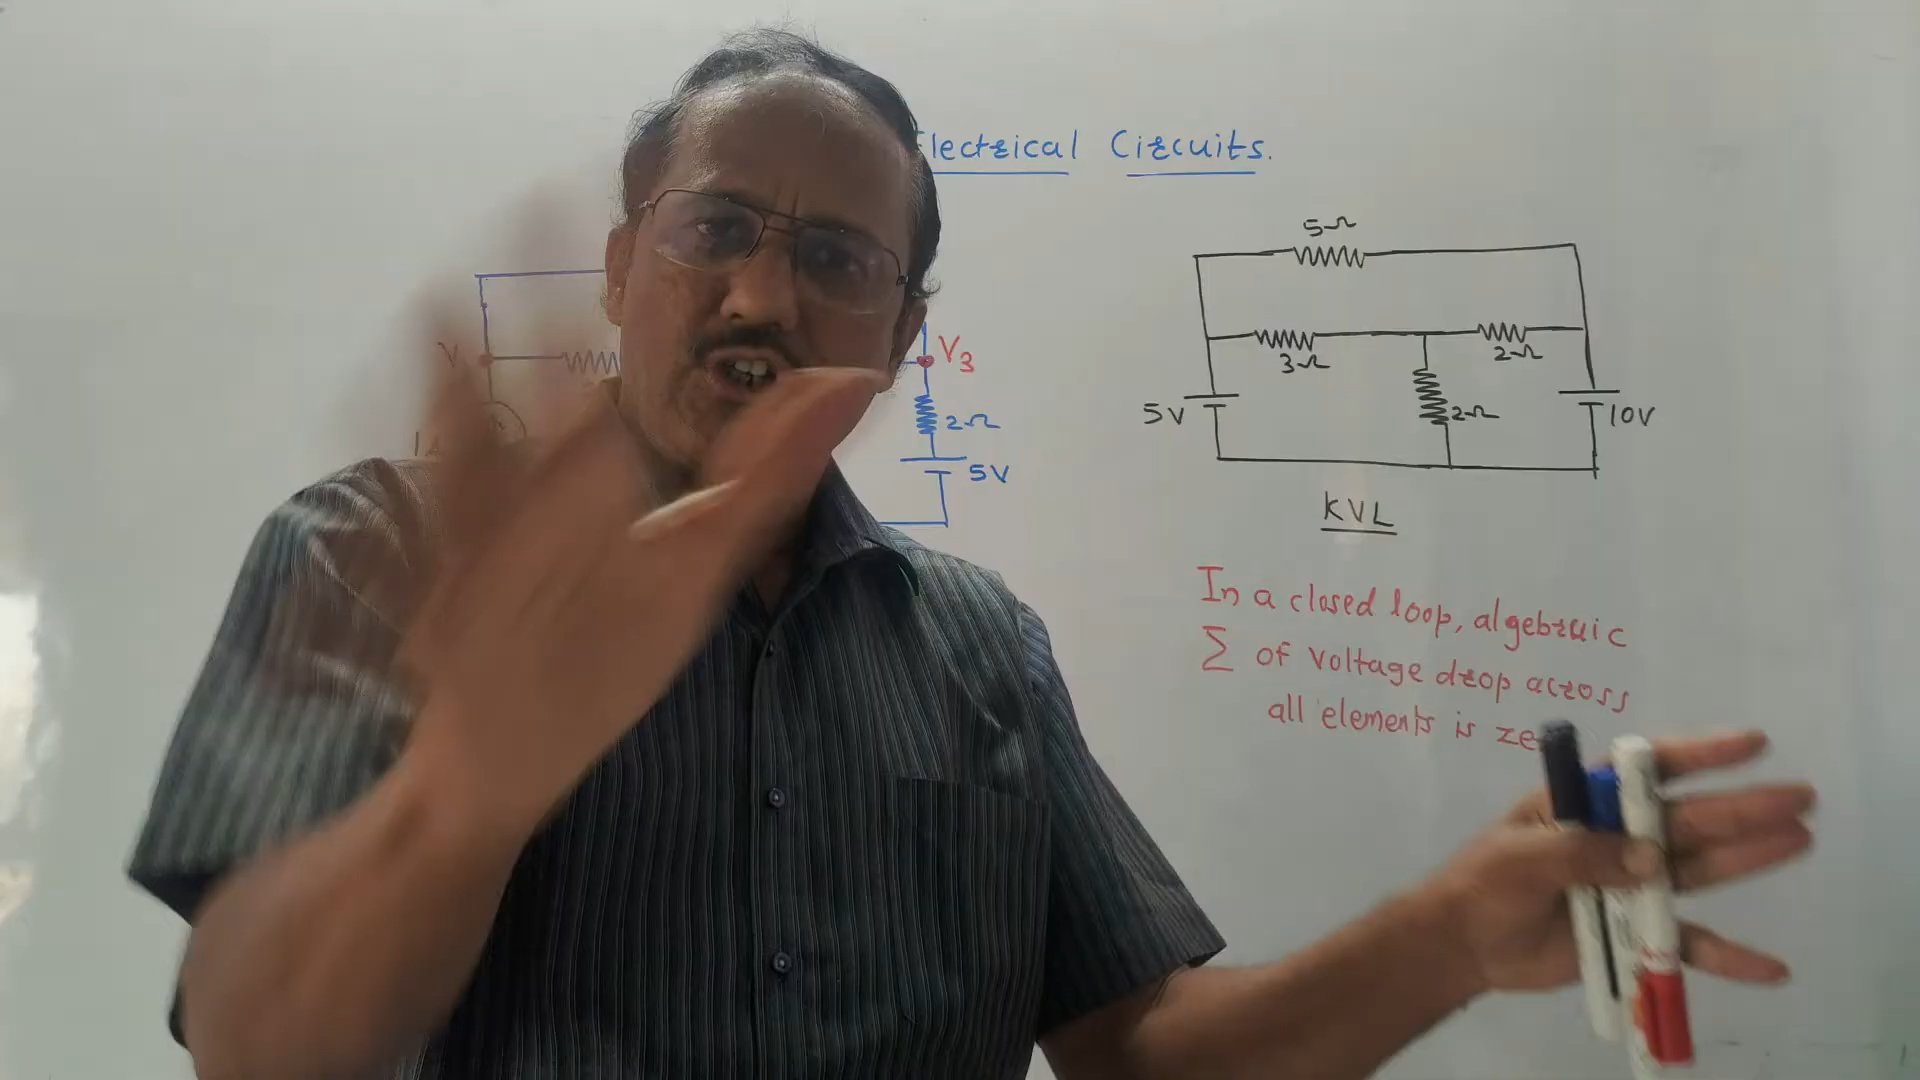 Electrical Circuits.
5Ω
3Ω
2Ω
5V
2Ω
10V
KVL
V3
2Ω
5V
In a closed loop, algebraic
Σ of voltage drop across
all elements is